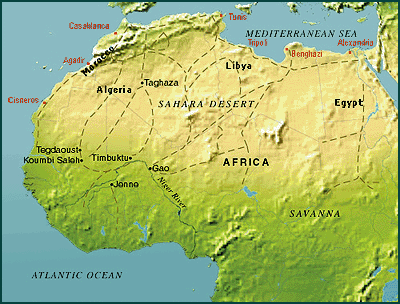 Tunis
Casablanca
MEDITERRANEAN SEA
Tripoli
Alexandria
Benghazi
Morocco
Agadir
Libya
Taghaza
Algeria
Cisneros
SAHARA DESERT
Egypt
Tegdaoust
Koumbi Saleh
Timbuktu
Gao
AFRICA
Jenne
Niger River
SAVANNA
ATLANTIC OCEAN